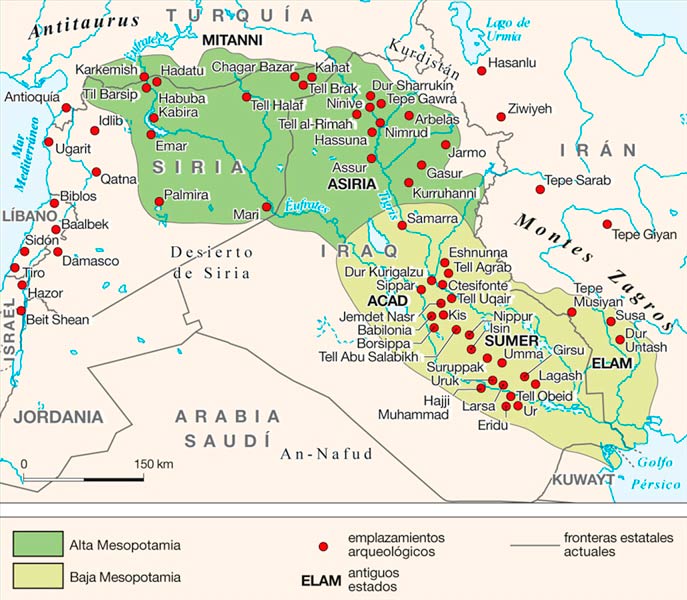 TURQUÍA
Antitaurus
MITANNI
Lago de
Urmia
Éufrates
Kurdistán
Karkemish
Hadatu
Chagar Bazar
Kahat
Hasanlu
Til Barsip
Tell Brak
Dur Sharrukín
Antioquía
Habuba
Kabira
Tell Halaf
Nínive
Tepe Gawra
Ziwiyeh
Idlib
Tell al-Rimah
Arbelas
Mar
Mediterráneo
Emar
Hassuna
Nimrud
Ugarit
Jarmo
IRÁN
SIRIA
Assur
Gasur
Qatna
ASIRIA
Kurruhanni
Tepe Sarab
Biblos
Palmira
Mari
Éufrates
Tigris
Samarra
LÍBANO
Baalbek
Montes Zagros
Tepe Giyan
Sidón
Damasco
Desierto
de Siria
IRAQ
Eshnunna
Tell Agrab
Tiro
Dur Kurigalzu
Ctesifonte
Hazor
Sippar
Tell Uqair
Tepe
Musiyan
ISRAEL
Beit Shean
ACAD
Jemdet Nasr
Kis
Nippur
Susa
Babilonia
Isin
Borsippa
SUMER
Dur
Untash
Tell Abu Salabikh
Umma
Girsu
ELAM
Suruppak
Uruk
Lagash
JORDANIA
ARABIA
SAUDÍ
Hajji
Muhammad
Larsa
Tell Obeid
Ur
Eridu
An-Nafud
Golfo
Pérsico
KUWAYT
0 150 km
Alta Mesopotamia
emplazamientos
arqueológicos
fronteras estatales
actuales
Baja Mesopotamia
ELAM antiguos
estados